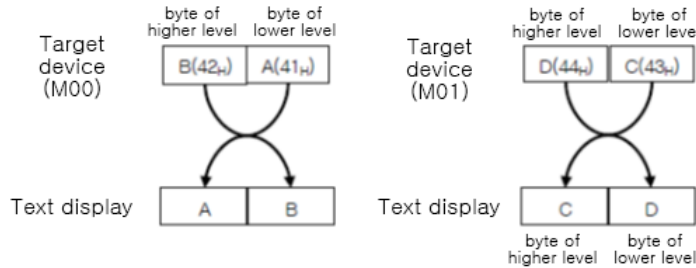 byte of
higher level
byte of
lower level
Target
device
(M00)
B(42H)
A(41H)
Text display
A
B
byte of
higher level
byte of
lower level
Target
device
(M01)
D(44H)
C(43H)
Text display
C
D
byte of
higher level
byte of
lower level